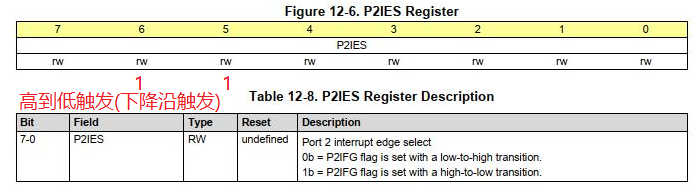 Figure 12-6. P2IES Register
7 6 5 4 3 2 1 0
P2IES
rw rw rw rw rw rw rw rw
1 1
高到低触发(下降沿触发)
Table 12-8. P2IES Register Description
Bit Field Type Reset Description
7-0 P2IES RW undefined Port 2 interrupt edge select
0b = P2IFG flag is set with a low-to-high transition.
1b = P2IFG flag is set with a high-to-low transition.